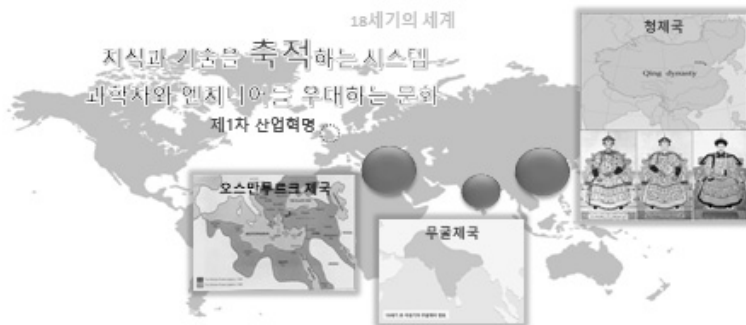 18세기의 세계
지식과 기술을 축적하는 시스템
과학자와 엔지니어를 우대하는 문화
제1차 산업혁명
청제국
Qing dynasty
오스만투르크 제국
무굴제국